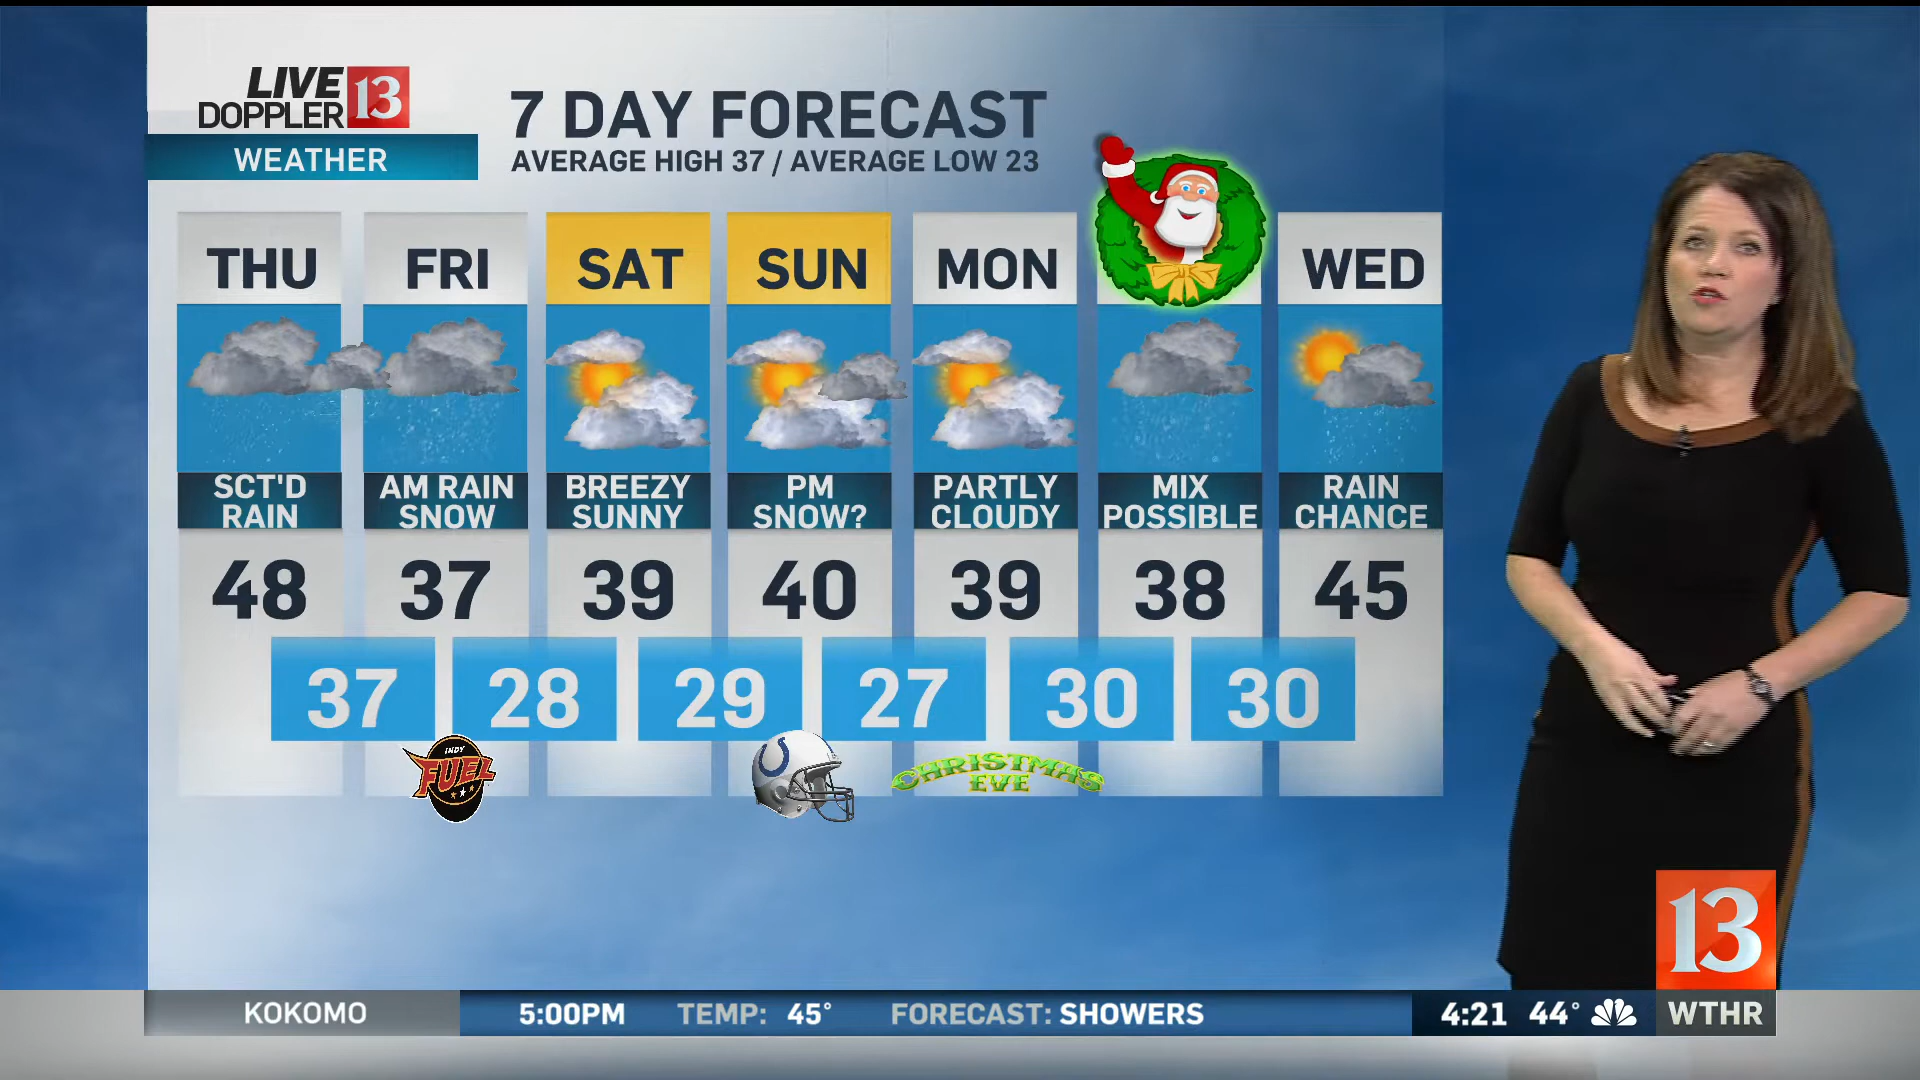 LIVE
DOPPLER 13
WEATHER
7 DAY FORECAST
AVERAGE HIGH 37 / AVERAGE LOW 23
THU FRI SAT SUN MON WED
SCT'D RAIN
AM RAIN SNOW
BREEZY SUNNY
PM SNOW?
PARTLY CLOUDY
MIX POSSIBLE
RAIN CHANCE
48 37 39 40 39 38 45
37 28 29 27 30 30
INDY
FUEL
CHRISTMAS
EVE
13
KOKOMO 5:00PM TEMP: 45° FORECAST: SHOWERS 4:21 44° WTHR